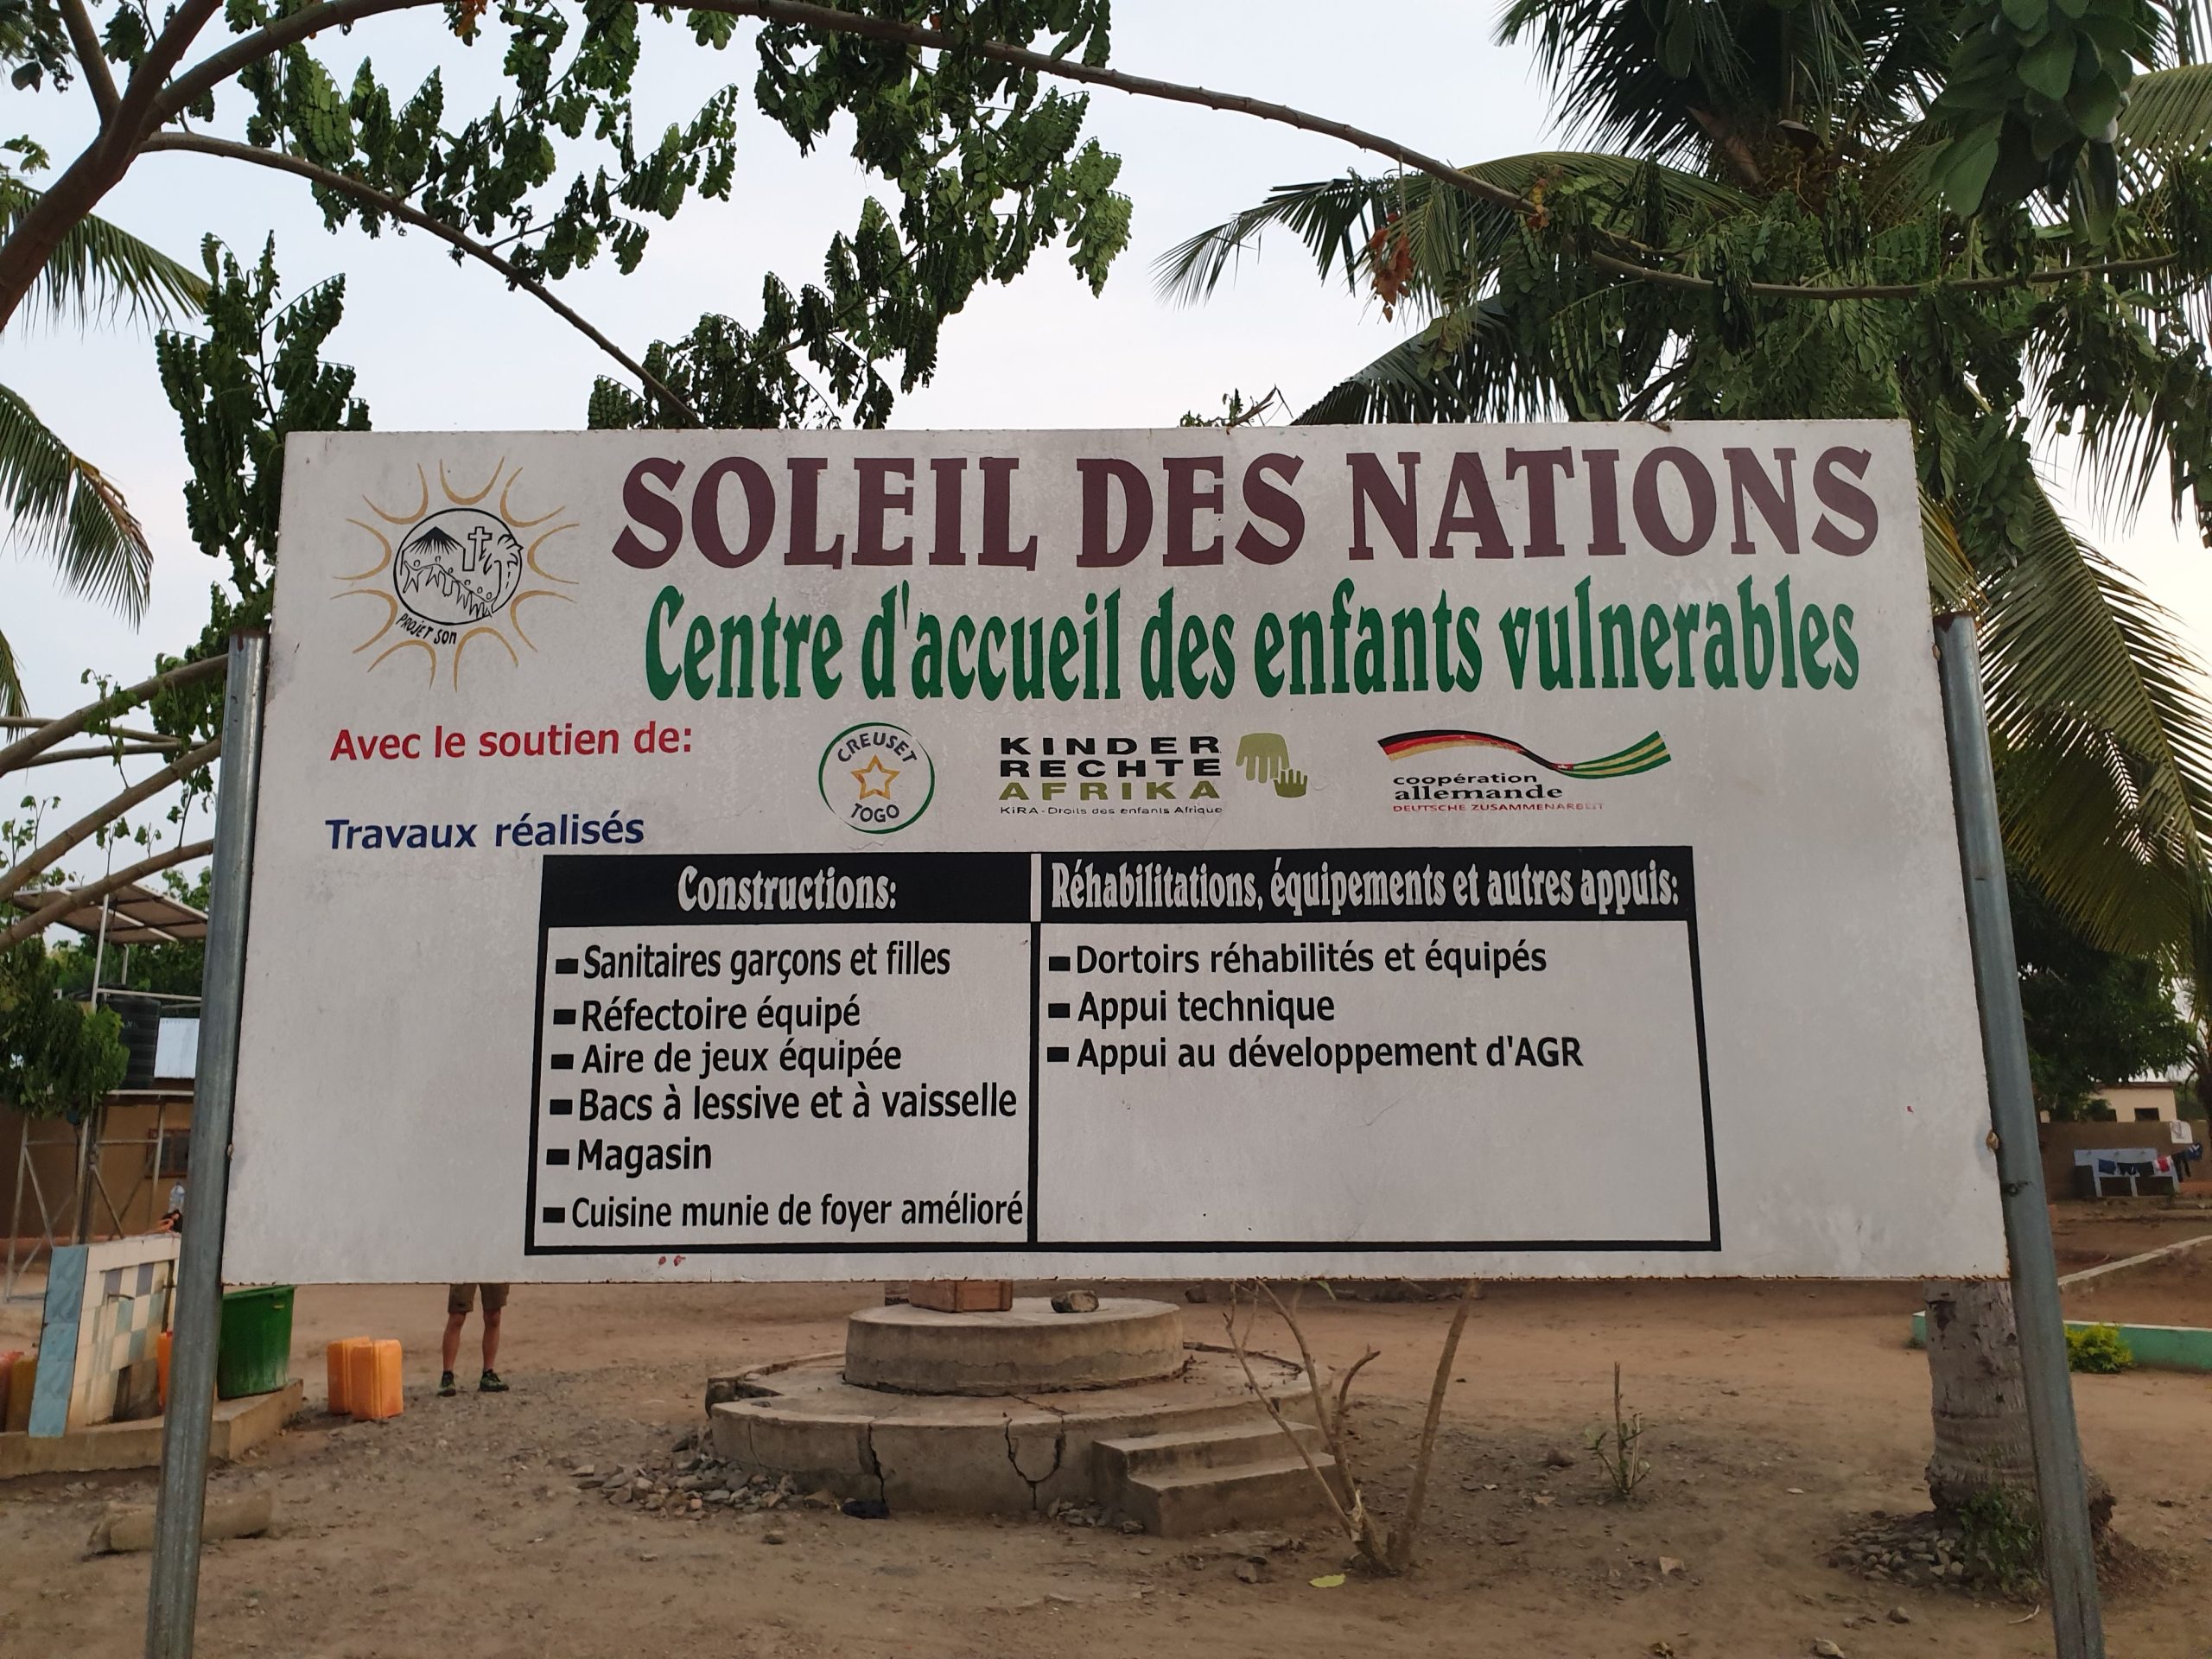 SOLEIL DES NATIONS
Centre d'accueil des enfants vulnerables
PROJET SON
Avec le soutien de:
CREUSET
TOGO
KINDER
RECHTE
AFRIKA
KiRA-Droits des enfants Afrique
coopération
allemande
DEUTSCHE ZUSAMMENARBEIT
Travaux réalisés
Constructions:
- Sanitaires garçons et filles
- Réfectoire équipé
- Aire de jeux équipée
- Bacs à lessive et à vaisselle
- Magasin
- Cuisine munie de foyer amélioré
Réhabilitations, équipements et autres appuis:
- Dortoirs réhabilités et équipés
- Appui technique
- Appui au développement d'AGR